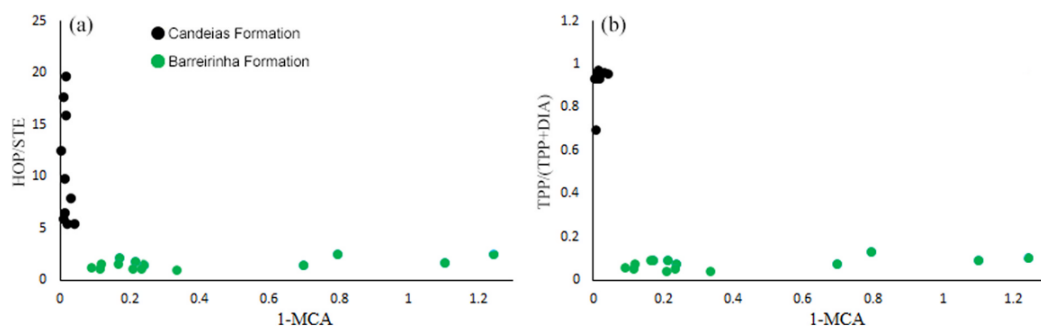 (a)
Candeias Formation
Barreirinha Formation
HOP/STE
25
20
15
10
5
0
0 0.2 0.4 0.6 0.8 1 1.2
1-MCA
(b)
TPP/(TPP+DIA)
1.2
1
0.8
0.6
0.4
0.2
0
0 0.2 0.4 0.6 0.8 1 1.2
1-MCA